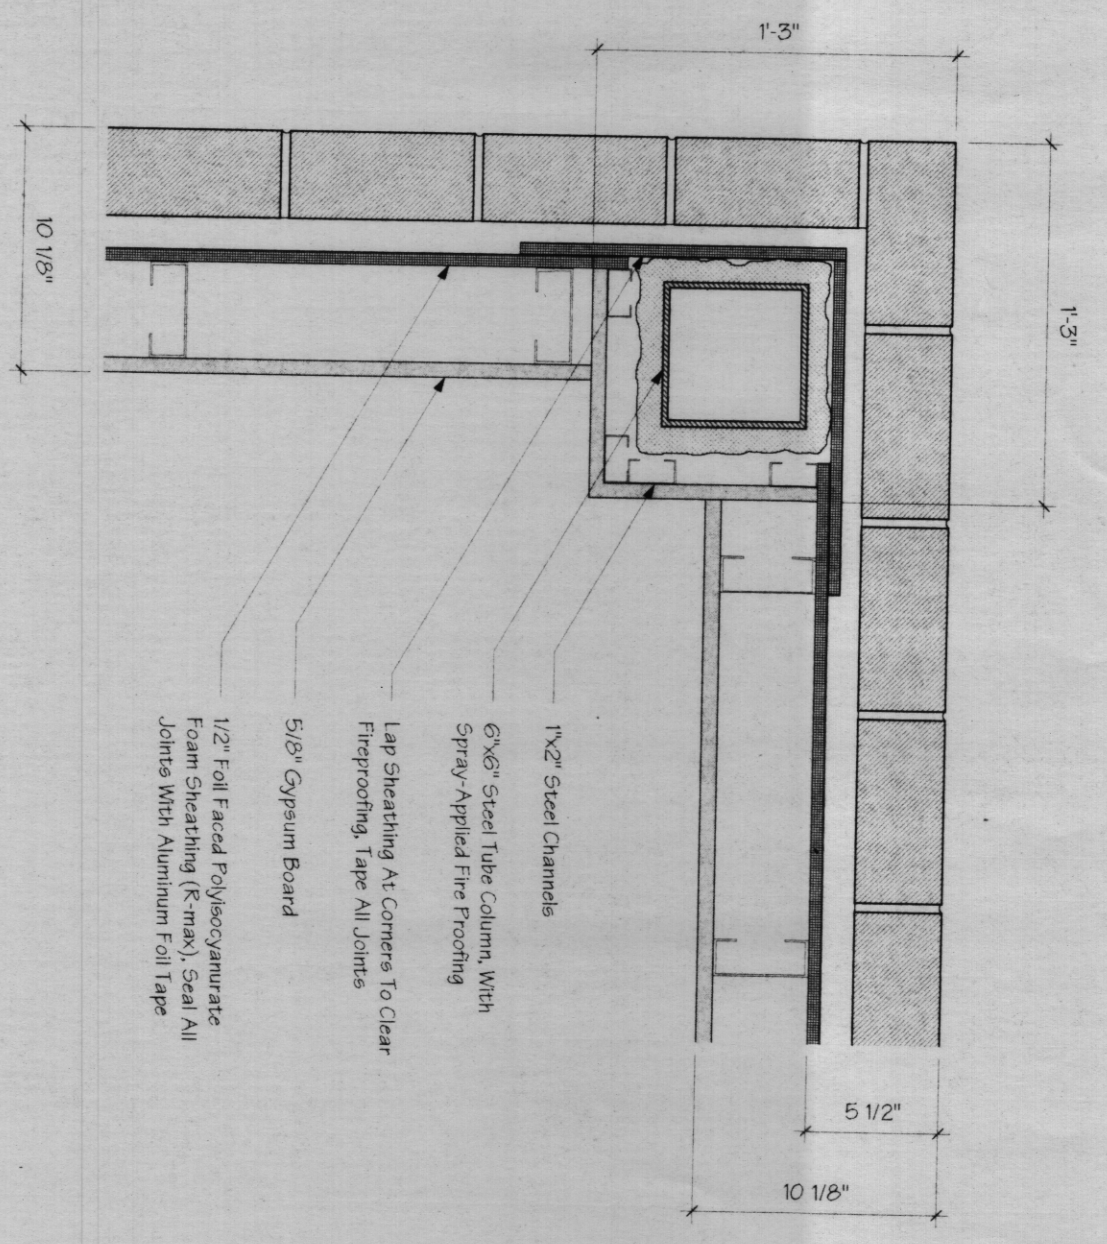 1'-3"
1'-3"
10 1/8"
1"x2" Steel Channels
6"x6" Steel Tube Column, With
Spray-Applied Fire Proofing
Lap Sheathing At Corners To Clear
Fireproofing, Tape All Joints
5/8" Gypsum Board
1/2" Foil Faced Polyisocyanurate
Foam Sheathing (R-max), Seal All
Joints With Aluminum Foil Tape
5 1/2"
10 1/8"